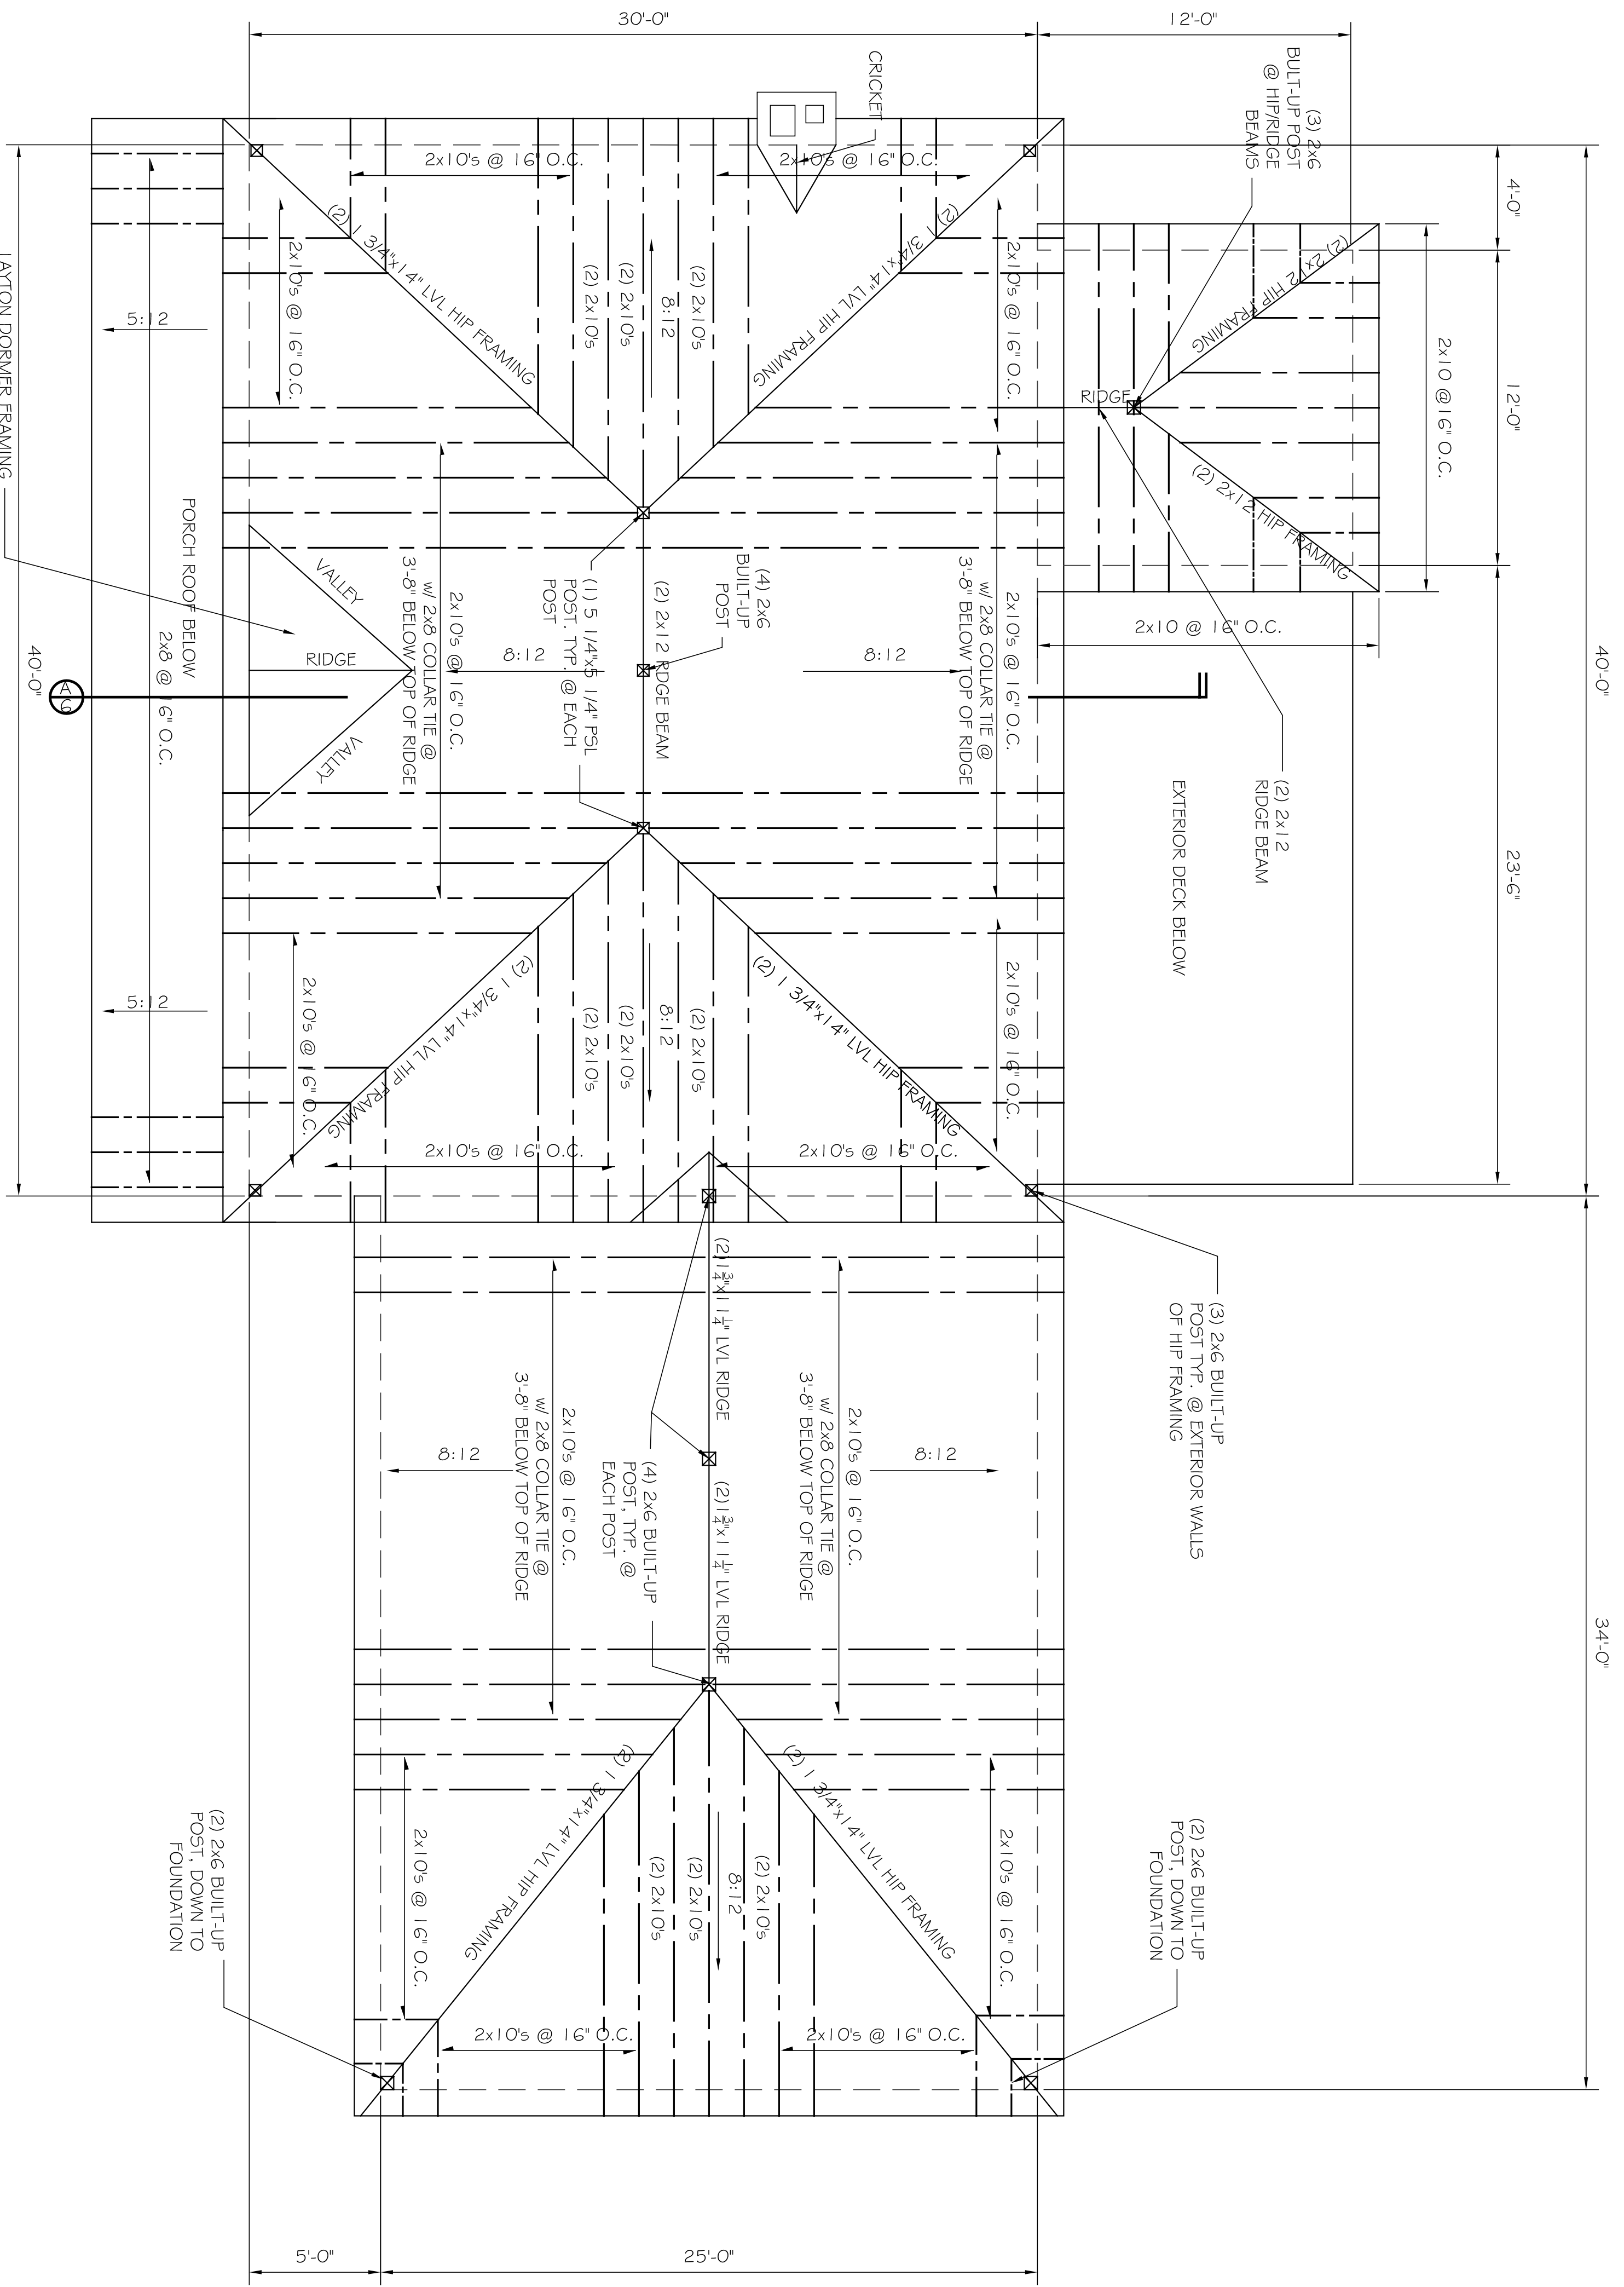 30'-0"
12'-0"
CRICKET
(3) 2x6
BUILT-UP POST
@ HIP/RIDGE
BEAMS
4'-0"
12'-0"
23'-6"
40'-0"
34'-0"
2x10's @ 16" O.C.
2x10's @ 16" O.C.
2x10's @ 16" O.C.
2x10's @ 16" O.C.
(2) 1 3/4"x14" LVL HIP FRAMING
(2) 1 3/4"x14" LVL HIP FRAMING
(2) 2x10's
(2) 2x10's
(2) 2x10's
8:12
(2) 2x12 HIP FRAMING
(2) 2x12 HIP FRAMING
2x10 @16" O.C.
2x10 @ 16" O.C.
RIDGE
5:12
LAYTON DORMER FRAMING
PORCH ROOF BELOW
2x8 @ 16" O.C.
VALLEY
RIDGE
VALLEY
40'-0"
A
6
2x10's @ 16" O.C.
w/ 2x8 COLLAR TIE @
3'-8" BELOW TOP OF RIDGE
8:12
(1) 5 1/4"x5 1/4" PSL
POST. TYP. @ EACH
POST
(2) 2x12 RDGE BEAM
(4) 2x6
BUILT-UP
POST
8:12
2x10's @ 16" O.C.
w/ 2x8 COLLAR TIE @
3'-8" BELOW TOP OF RIDGE
EXTERIOR DECK BELOW
(2) 2x12
RIDGE BEAM
5:12
2x10's @ 16" O.C.
(2) 1 3/4"x14" LVL HIP FRAMING
(2) 2x10's
(2) 2x10's
8:12
(2) 2x10's
(2) 1 3/4"x14" LVL HIP FRAMING
2x10's @ 16" O.C.
2x10's @ 16" O.C.
2x10's @ 16" O.C.
(3) 2x6 BUILT-UP
POST TYP. @ EXTERIOR WALLS
OF HIP FRAMING
(2)1 3/4"x11 1/4" LVL RIDGE
(2)1 3/4"x11 1/4" LVL RIDGE
8:12
2x10's @ 16" O.C.
w/ 2x8 COLLAR TIE @
3'-8" BELOW TOP OF RIDGE
(4) 2x6 BUILT-UP
POST, TYP. @
EACH POST
2x10's @ 16" O.C.
w/ 2x8 COLLAR TIE @
3'-8" BELOW TOP OF RIDGE
8:12
(2) 1 3/4"x14" LVL HIP FRAMING
(2) 1 3/4"x14" LVL HIP FRAMING
2x10's @ 16" O.C.
2x10's @ 16" O.C.
(2) 2x10's
(2) 2x10's
8:12
(2) 2x10's
2x10's @ 16" O.C.
2x10's @ 16" O.C.
(2) 2x6 BUILT-UP
POST, DOWN TO
FOUNDATION
(2) 2x6 BUILT-UP
POST, DOWN TO
FOUNDATION
5'-0"
25'-0"